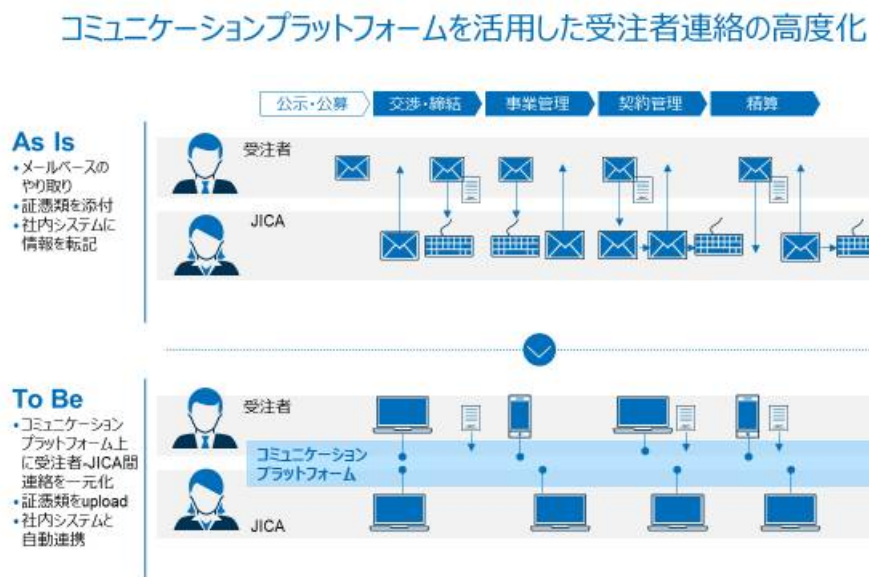 コミュニケーションプラットフォームを活用した受注者連絡の高度化
公示・公募
交渉・締結
事業管理
契約管理
精算
As Is
•メールベースの
やり取り
•証憑類を添付
•社内システムに
情報を転記
受注者
JICA
To Be
•コミュニケーション
プラットフォーム上
に受注者-JICA間
連絡を一元化
•証憑類をupload
•社内システムと
自動連携
受注者
コミュニケーション
プラットフォーム
JICA